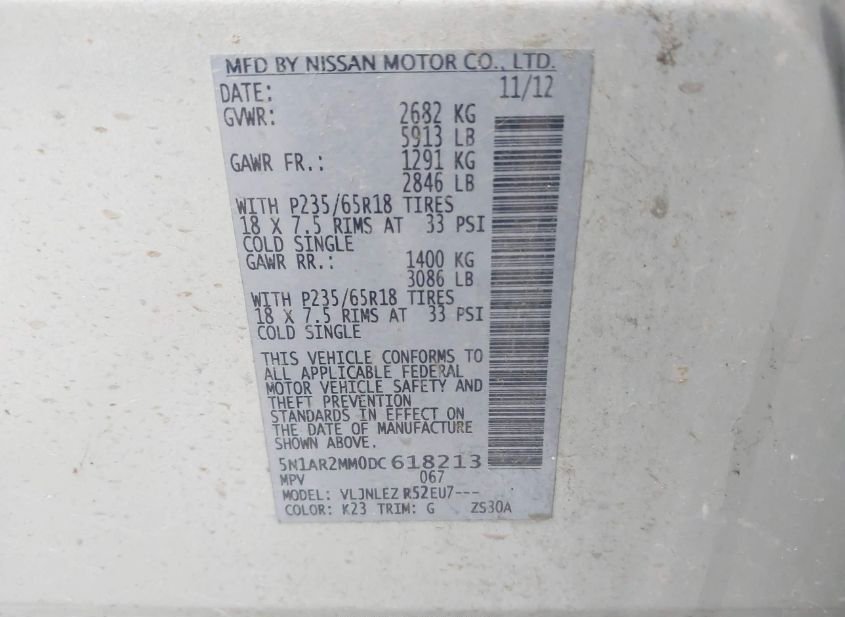 MFD BY NISSAN MOTOR CO., LTD.
DATE: 11/12
GVWR: 2682 KG
5913 LB
GAWR FR.: 1291 KG
2846 LB
WITH P235/65R18 TIRES
18 X 7.5 RIMS AT 33 PSI
COLD SINGLE
GAWR RR.: 1400 KG
3086 LB
WITH P235/65R18 TIRES
18 X 7.5 RIMS AT 33 PSI
COLD SINGLE
THIS VEHICLE CONFORMS TO
ALL APPLICABLE FEDERAL
MOTOR VEHICLE SAFETY AND
THEFT PREVENTION
STANDARDS IN EFFECT ON
THE DATE OF MANUFACTURE
SHOWN ABOVE.
5N1AR2MM0DC618213
MPV 067
MODEL: VLJNLEZ R52EU7---
COLOR: K23 TRIM: G ZS30A